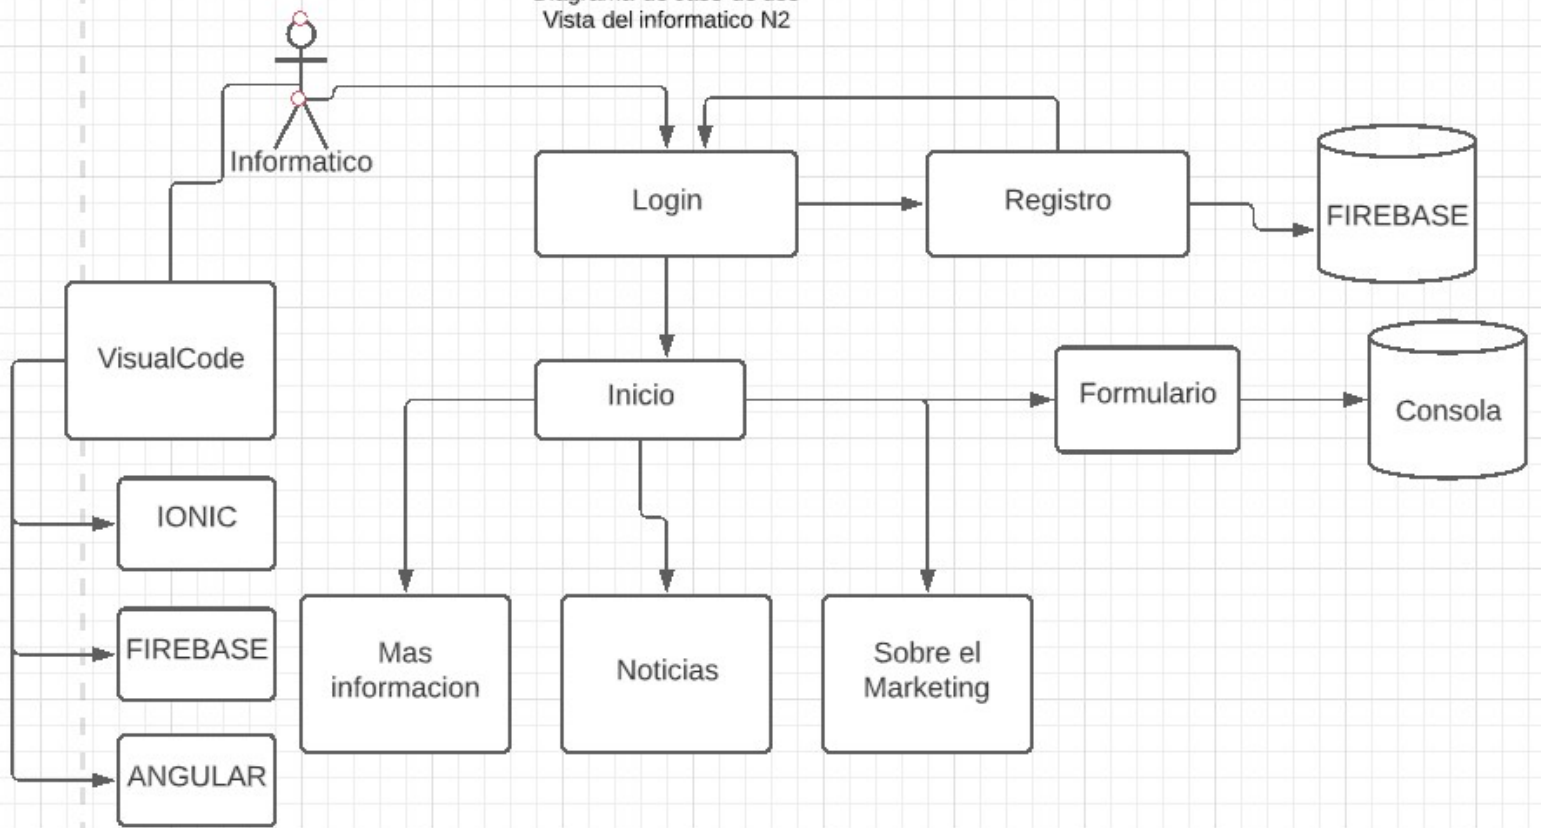 Vista del informatico N2
Informatico
Login
Registro
FIREBASE
VisualCode
Inicio
Formulario
Consola
IONIC
FIREBASE
ANGULAR
Mas
informacion
Noticias
Sobre el
Marketing